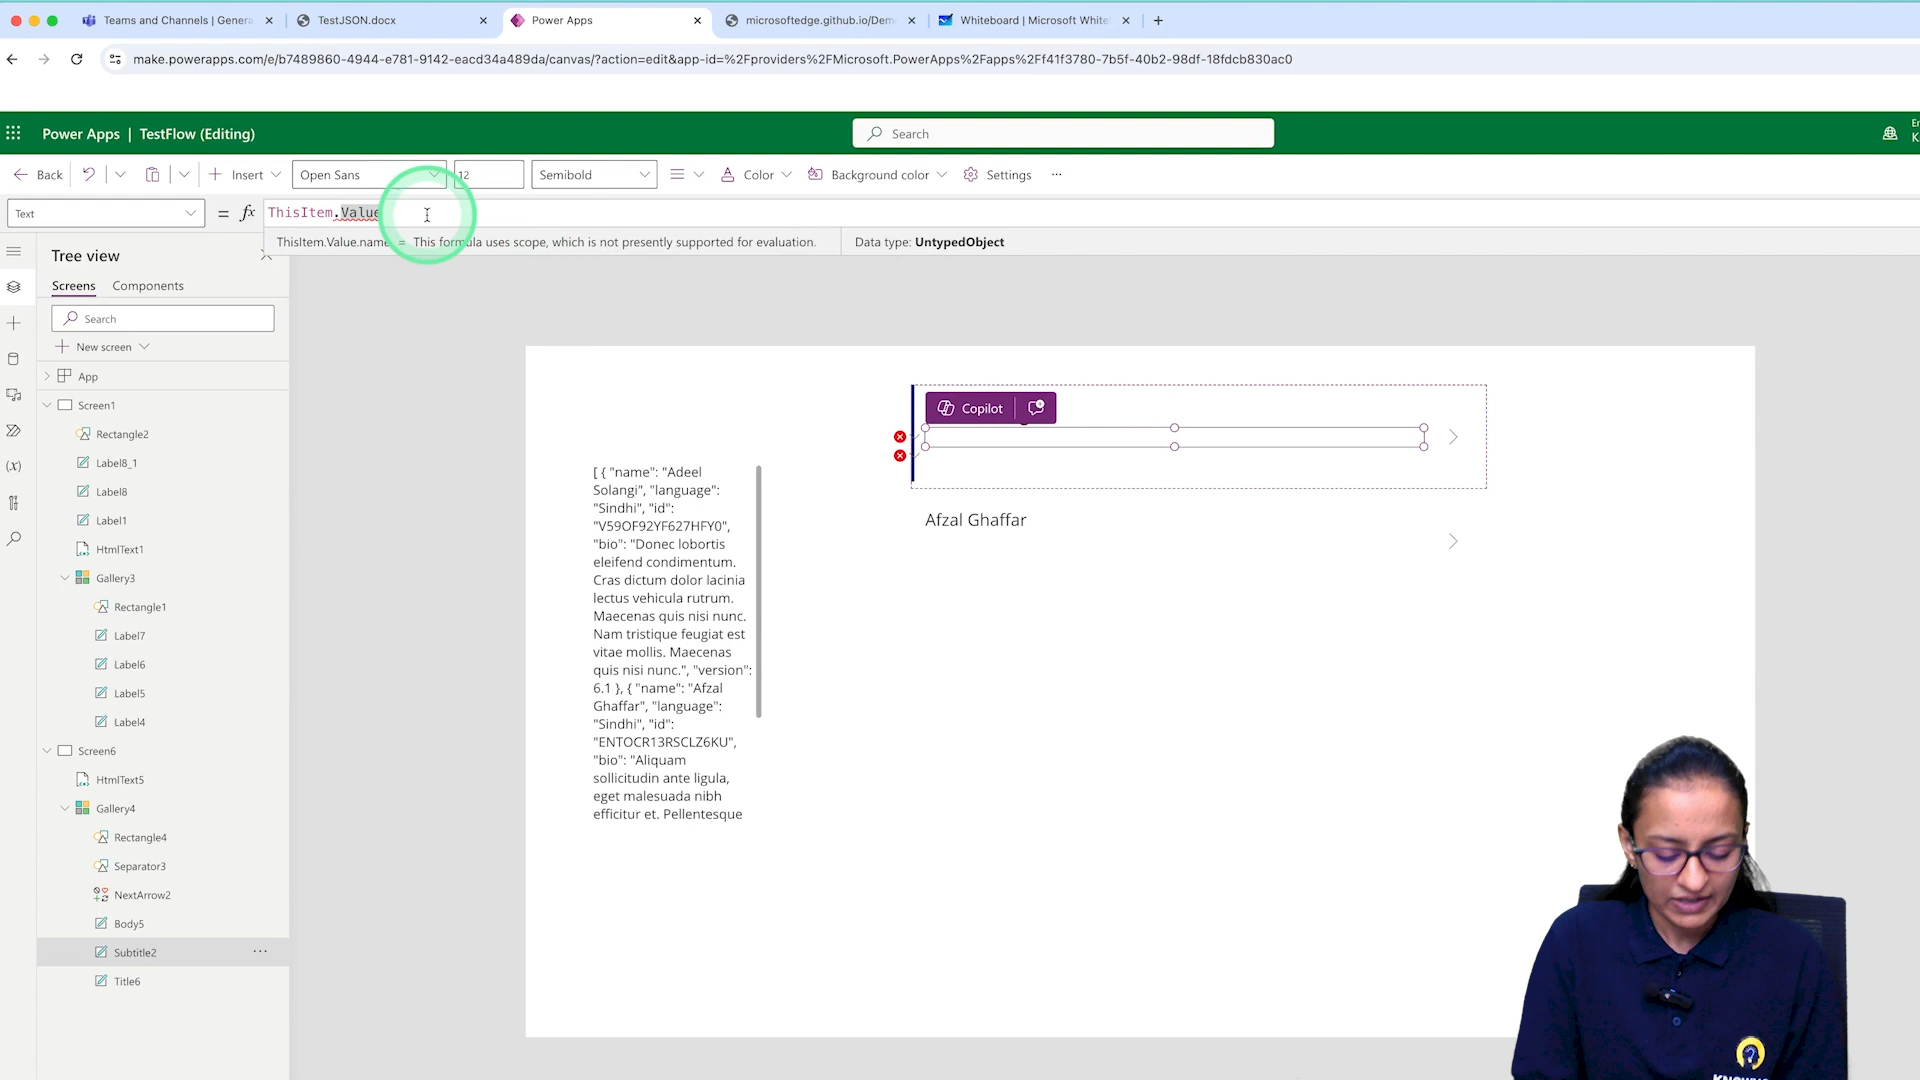 Teams and Channels | Genera
TestJSON.docx
Power Apps
microsoftedge.github.io/Dem
Whiteboard | Microsoft White
make.powerapps.com/e/b7489860-4944-e781-9142-eacd34a489da/canvas/?action=edit&app-id=%2Fproviders%2FMicrosoft.PowerApps%2Fapps%2Ff41f3780-7b5f-40b2-98df-18fdcb830ac0
Power Apps | TestFlow (Editing)
Search
Er
K
Back
Insert
Open Sans
12
Semibold
Color
Background color
Settings
Text
= fx
ThisItem.Value
ThisItem.Value.name = This formula uses scope, which is not presently supported for evaluation.
Data type: UntypedObject
Tree view
Screens
Components
Search
New screen
App
Screen1
Rectangle2
Label8_1
Label8
Label1
HtmlText1
Gallery3
Rectangle1
Label7
Label6
Label5
Label4
Screen6
HtmlText5
Gallery4
Rectangle4
Separator3
NextArrow2
Body5
Subtitle2
Title6
Copilot
[ { "name": "Adeel
Solangi", "language":
"Sindhi", "id":
"V59OF92YF627HFY0",
"bio": "Donec lobortis
eleifend condimentum.
Cras dictum dolor lacinia
lectus vehicula rutrum.
Maecenas quis nisi nunc.
Nam tristique feugiat est
vitae mollis. Maecenas
quis nisi nunc.", "version":
6.1 }, { "name": "Afzal
Ghaffar", "language":
"Sindhi", "id":
"ENTOCR13RSCLZ6KU",
"bio": "Aliquam
sollicitudin ante ligula,
eget malesuada nibh
efficitur et. Pellentesque
Afzal Ghaffar